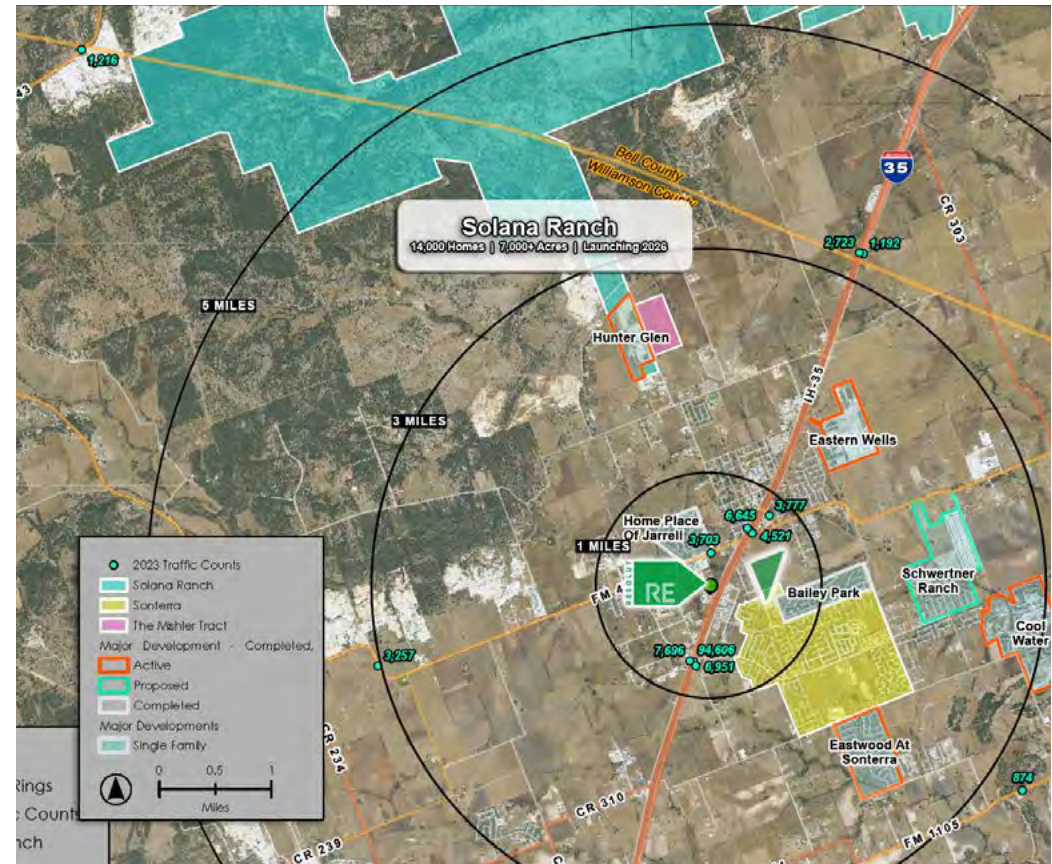 1,216
43
Bell County
Williamson County
35
CR 303
Solana Ranch
14,000 Homes | 7,000+ Acres | Launching 2026
2,723
1,192
5 MILES
Hunter Glen
IH-35
3 MILES
Eastern Wells
3,777
6,645
4,521
Home Place
Of Jarrell
3,703
1 MILES
RE
FM 4
Bailey Park
Schwertner
Ranch
Cool
Water
3,257
7,696
94,606
6,951
Eastwood At
Sonterra
874
CR 234
CR 310
CR 239
FM 1105
2023 Traffic Counts
Solana Ranch
Sonterra
The Mishler Tract
Major Development - Completed,
Active
Proposed
Completed
Major Developments
Single Family
0 0.5 1
Miles
Rings
c Counts
nch